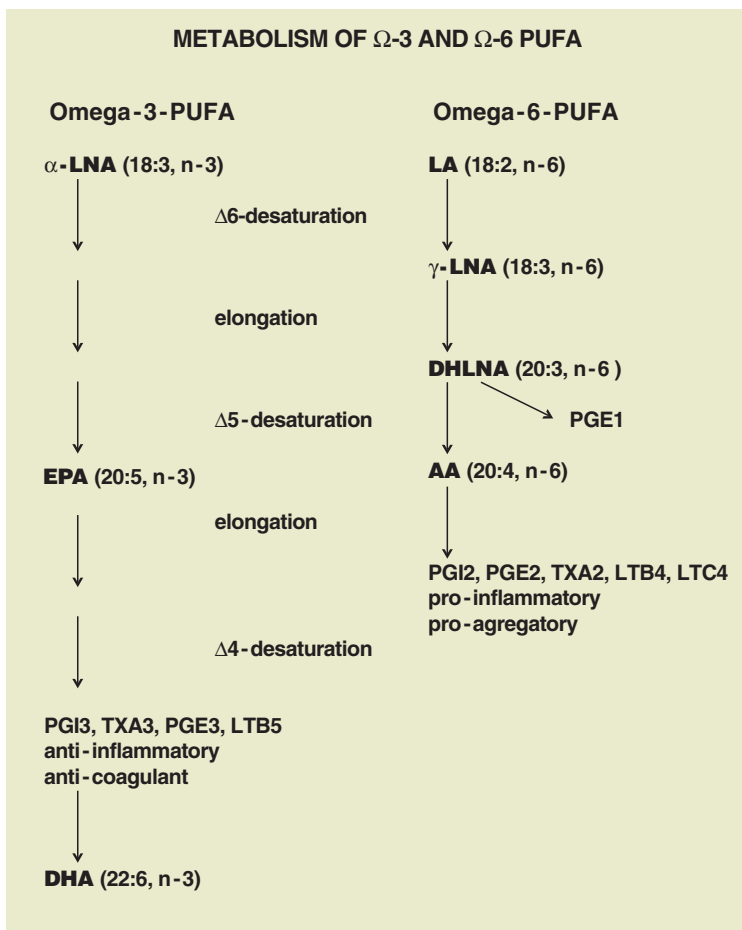 METABOLISM OF Ω-3 AND Ω-6 PUFA
Omega-3-PUFA
α-LNA (18:3, n-3)
Δ6-desaturation
elongation
Δ5-desaturation
EPA (20:5, n-3)
elongation
Δ4-desaturation
PGI3, TXA3, PGE3, LTB5
anti-inflammatory
anti-coagulant
DHA (22:6, n-3)
Omega-6-PUFA
LA (18:2, n-6)
γ-LNA (18:3, n-6)
DHLNA (20:3, n-6 )
PGE1
AA (20:4, n-6)
PGI2, PGE2, TXA2, LTB4, LTC4
pro-inflammatory
pro-agregatory